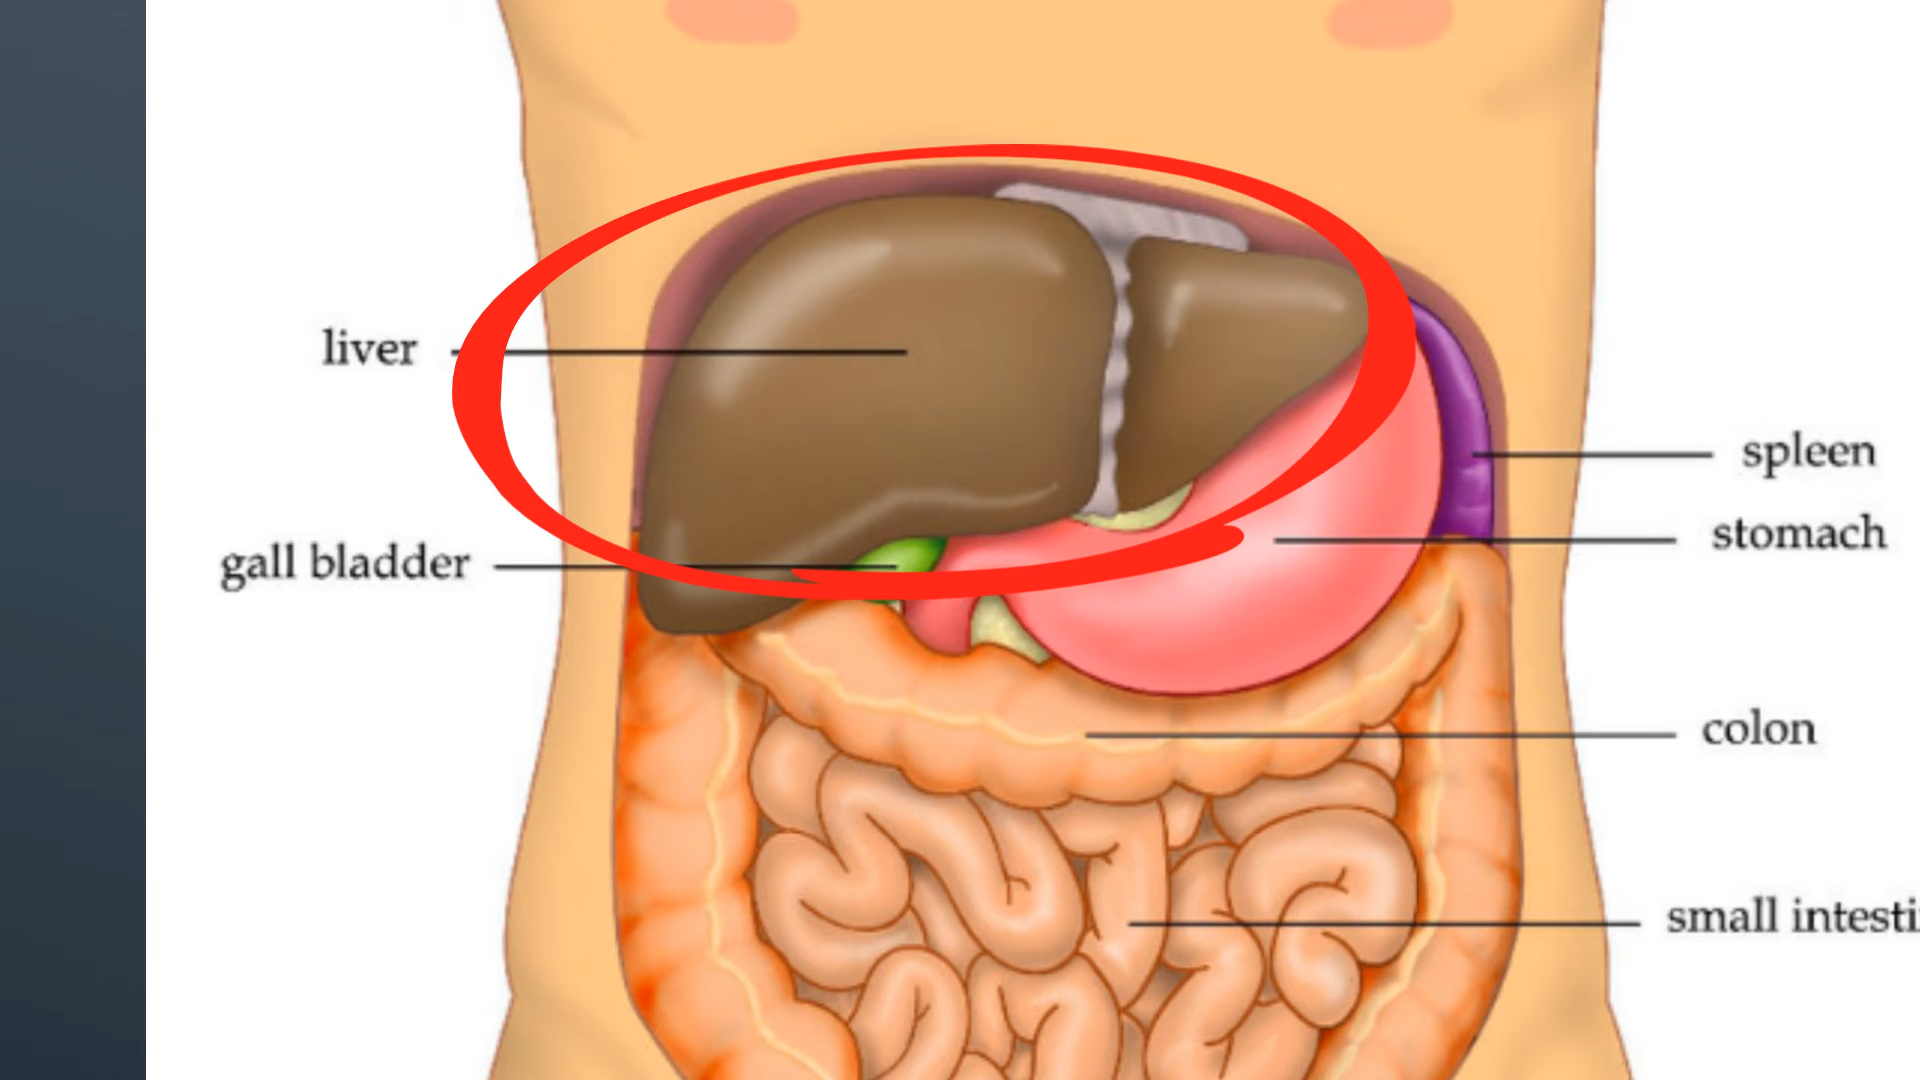 liver
spleen
stomach
gall bladder
colon
small intesti